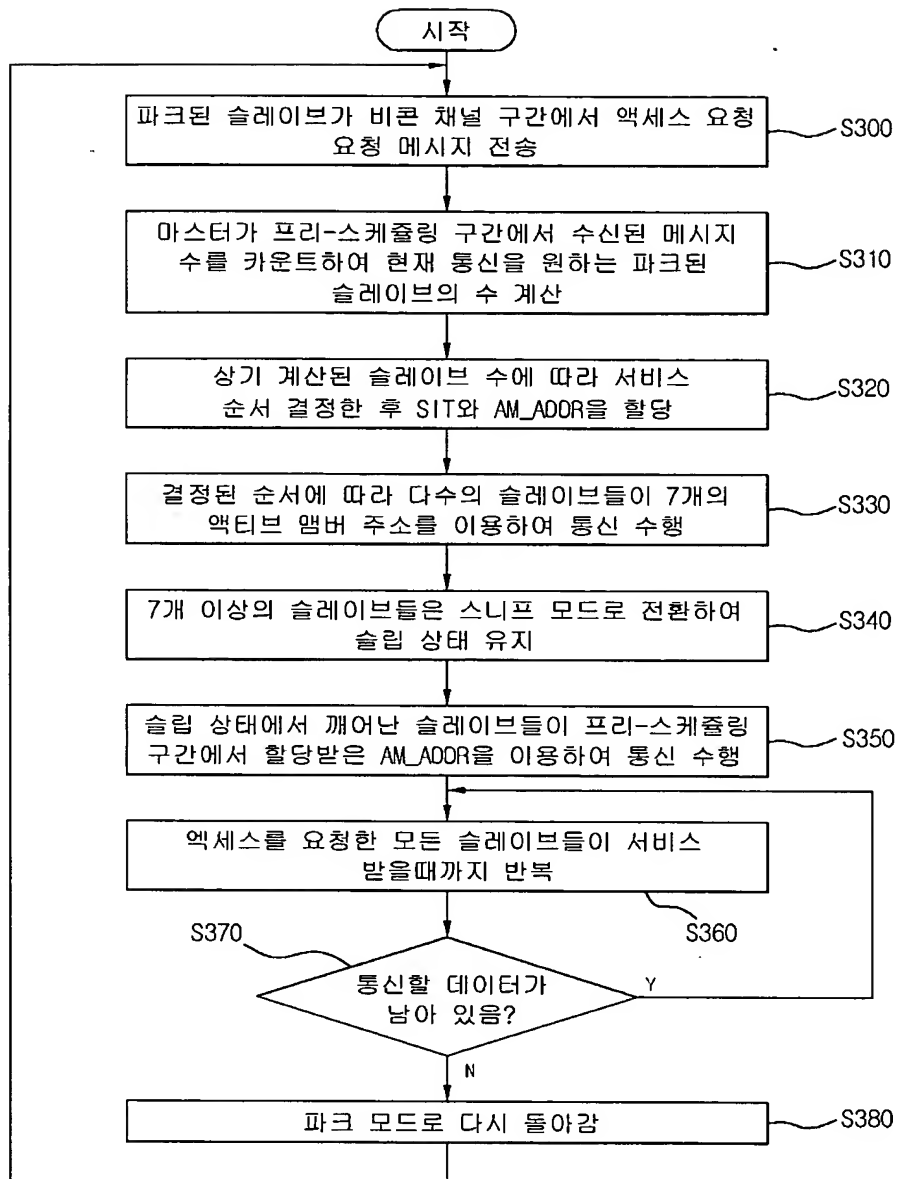 시작
파크된 슬레이브가 비콘 채널 구간에서 액세스 요청
요청 메시지 전송
S300
마스터가 프리-스케쥴링 구간에서 수신된 메시지
수를 카운트하여 현재 통신을 원하는 파크된
슬레이브의 수 계산
S310
상기 계산된 슬레이브 수에 따라 서비스
순서 결정한 후 SIT와 AM_ADDR을 할당
S320
결정된 순서에 따라 다수의 슬레이브들이 7개의
액티브 맴버 주소를 이용하여 통신 수행
S330
7개 이상의 슬레이브들은 스니프 모드로 전환하여
슬립 상태 유지
S340
슬립 상태에서 깨어난 슬레이브들이 프리-스케쥴링
구간에서 할당받은 AM_ADDR을 이용하여 통신 수행
S350
엑세스를 요청한 모든 슬레이브들이 서비스
받을때까지 반복
S360
S370
통신할 데이터가
남아 있음?
Y
N
파크 모드로 다시 돌아감
S380